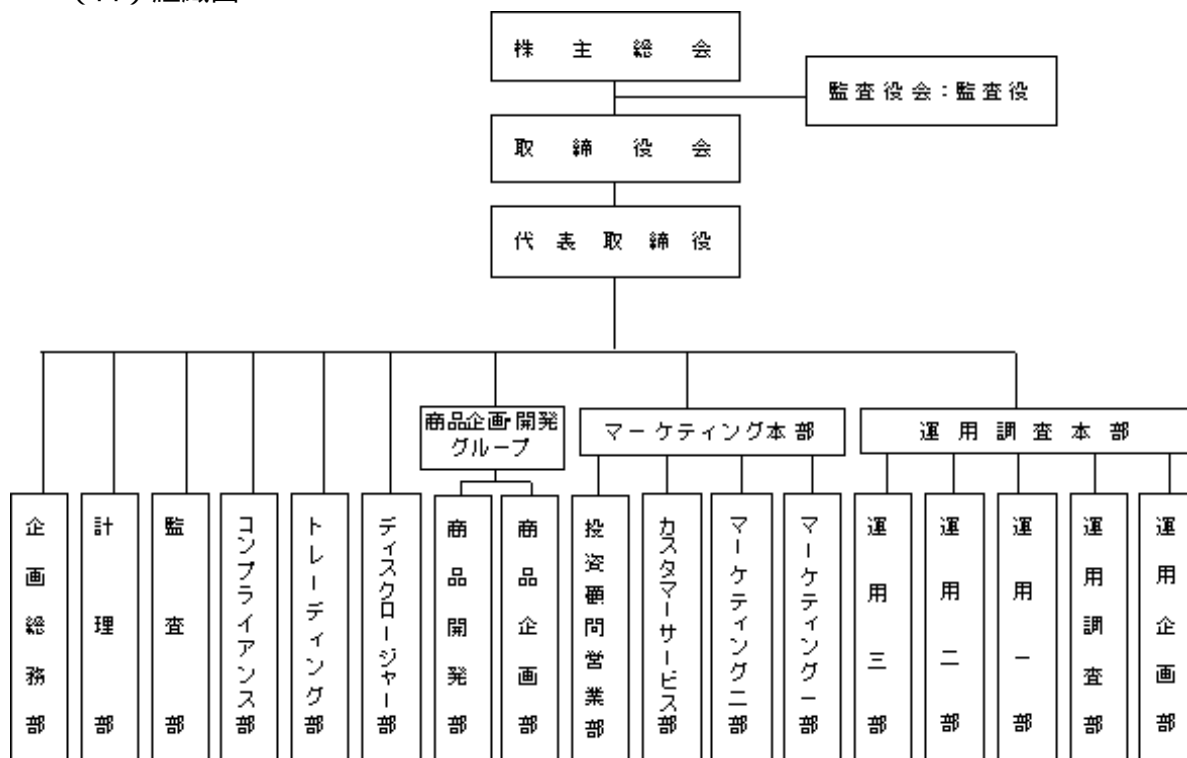 株主総会
監査役会：監査役
取締役会
代表取締役
商品企画・開発
グループ
マーケティング本部
運用調査本部
企画総務部
計理部
監査部
コンプライアンス部
トレーディング部
ディスクロージャー部
商品開発部
商品企画部
投資顧問営業部
カスタマーサービス部
マーケティング二部
マーケティング一部
運用三部
運用二部
運用一部
運用調査部
運用企画部